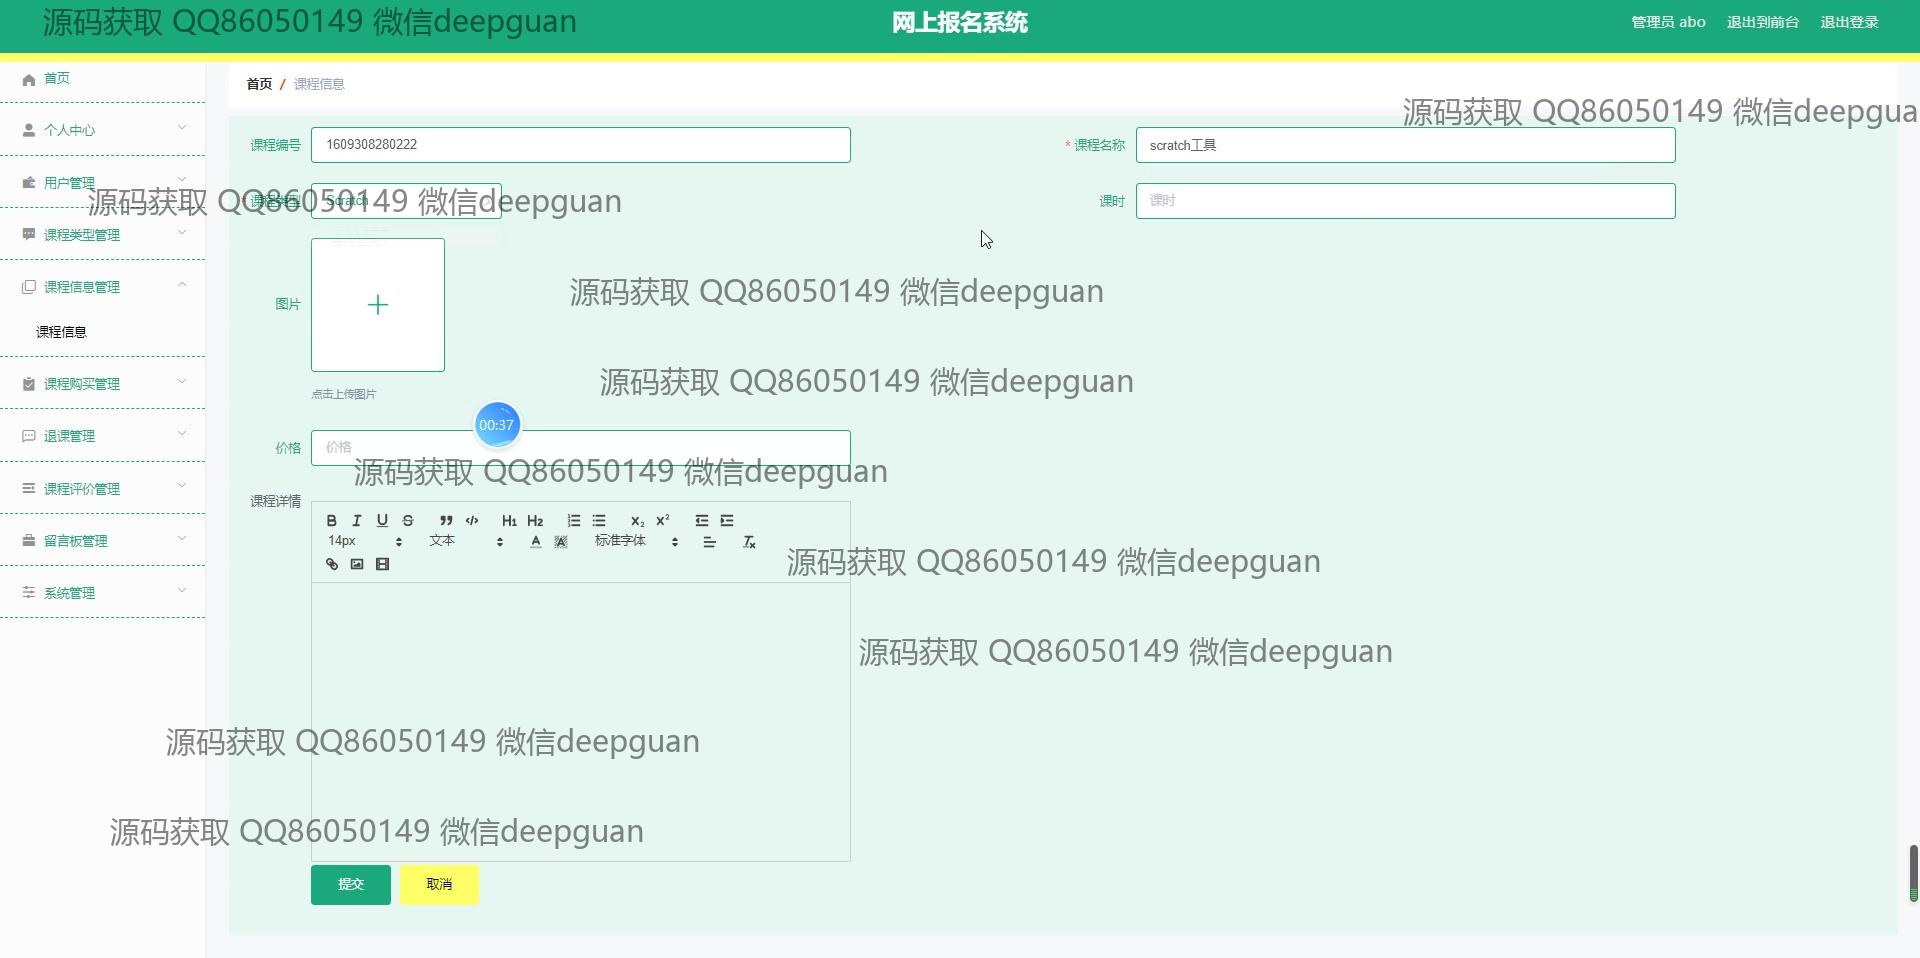 源码获取 QQ86050149 微信deepguan
网上报名系统
管理员 abo 退出到前台 退出登录
首页
首页 / 课程信息
源码获取 QQ86050149 微信deepgua
个人中心
课程编号 1609308280222
* 课程名称 scratch工具
用户管理
源码获取 QQ86050149 微信deepguan
* 课程类型 Scratch
课时 课时
课程类型管理
课程信息管理
源码获取 QQ86050149 微信deepguan
图片
课程信息
课程购买管理
源码获取 QQ86050149 微信deepguan
点击上传图片
00:37
退课管理
价格 价格
源码获取 QQ86050149 微信deepguan
课程评价管理
课程详情
B I U S H1 H2 X2 X2
14px 文本 A A 标准字体 Tx
源码获取 QQ86050149 微信deepguan
留言板管理
系统管理
源码获取 QQ86050149 微信deepguan
源码获取 QQ86050149 微信deepguan
源码获取 QQ86050149 微信deepguan
提交 取消